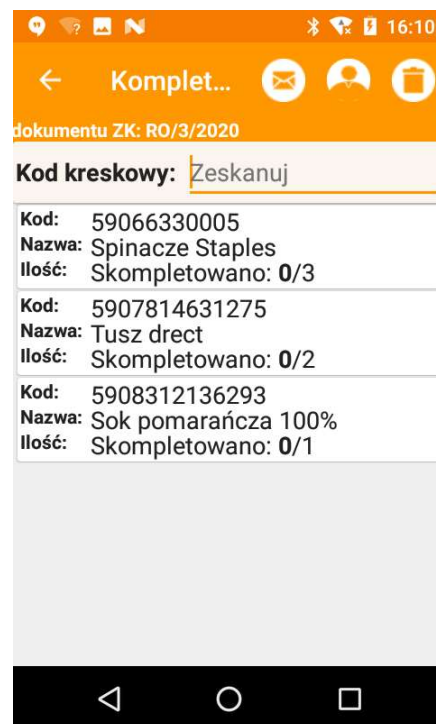 16:10
Komplet...
dokumentu ZK: RO/3/2020
Kod kreskowy: Zeskanuj
Kod: 59066330005
Nazwa: Spinacze Staples
Ilość: Skompletowano: 0/3
Kod: 5907814631275
Nazwa: Tusz drect
Ilość: Skompletowano: 0/2
Kod: 5908312136293
Nazwa: Sok pomarańcza 100%
Ilość: Skompletowano: 0/1